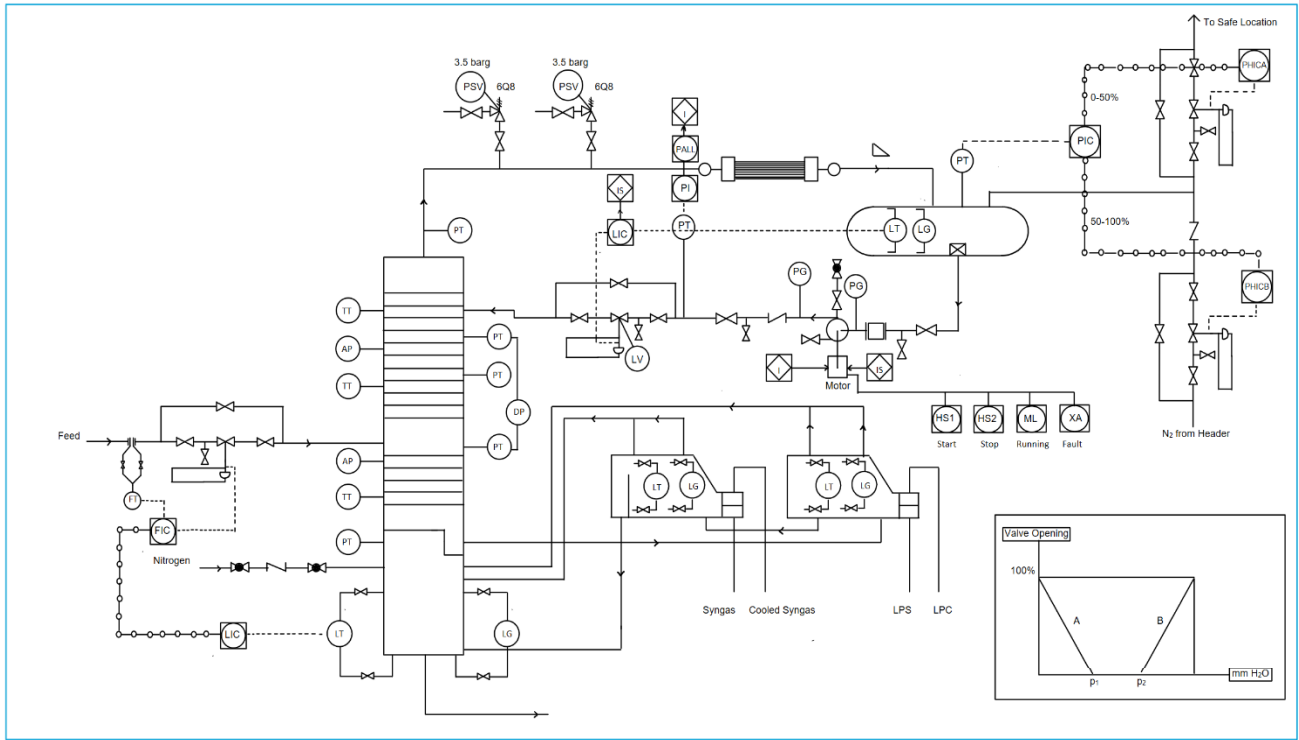 To Safe Location
3.5 barg
PSV
6Q8
3.5 barg
PSV
6Q8
PHICA
0-50%
I
PALL
PI
PT
PIC
PT
IS
LIC
LT
LG
50-100%
PHICB
PT
PG
PG
TT
PT
AP
PT
TT
DP
LV
I
IS
Motor
HS1
HS2
ML
XA
Start
Stop
Running
Fault
N2 from Header
Feed
PT
AP
TT
FT
FIC
PT
LT
LG
LT
LG
Nitrogen
Syngas
Cooled Syngas
LPS
LPC
LIC
LT
LG
Valve Opening
100%
A
B
p1
p2
mm H2O